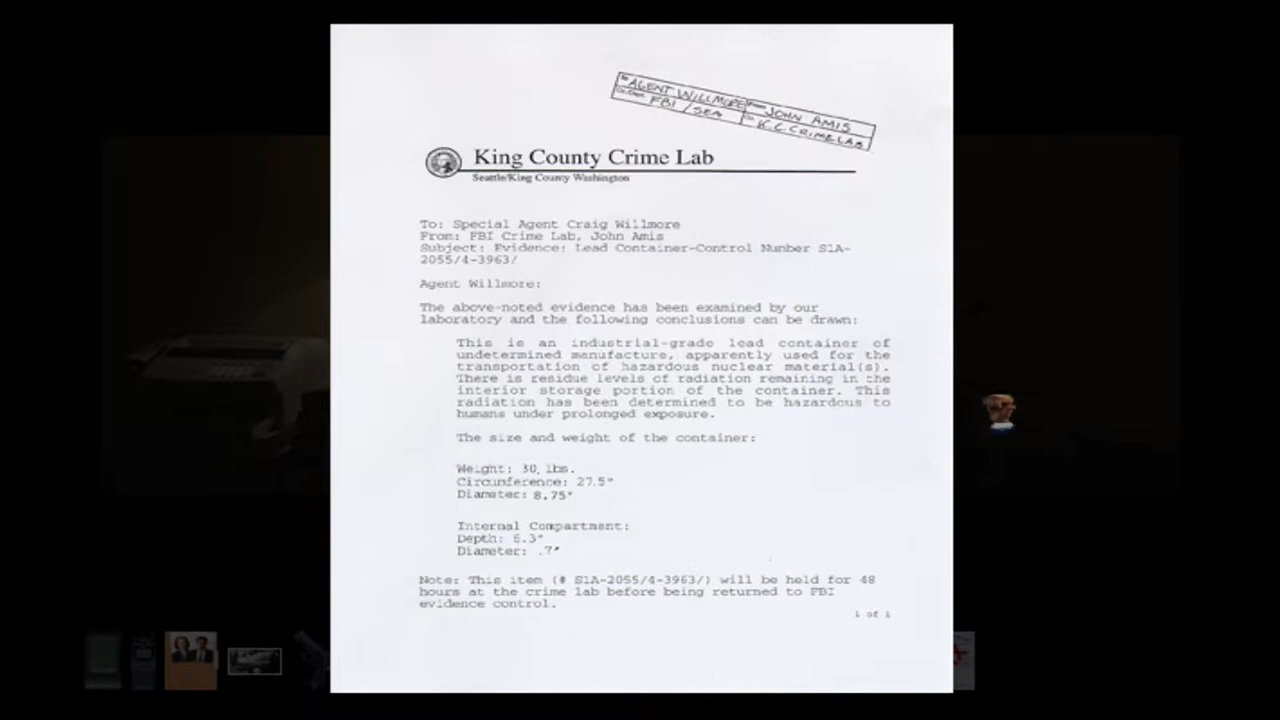 To AGENT WILLMORE From JOHN AMIS
Co./Dept. FBI / SEA Co. K.C. CRIME LAB
King County Crime Lab
Seattle/King County Washington
To: Special Agent Craig Willmore
From: FBI Crime Lab, John Amis
Subject: Evidence: Lead Container-Control Number S1A-
2055/4-3963/
Agent Willmore:
The above-noted evidence has been examined by our
laboratory and the following conclusions can be drawn:
This is an industrial-grade lead container of
undetermined manufacture, apparently used for the
transportation of hazardous nuclear material(s).
There is residue levels of radiation remaining in the
interior storage portion of the container. This
radiation has been determined to be hazardous to
humans under prolonged exposure.
The size and weight of the container:
Weight: 30 lbs.
Circunference: 27.5"
Diameter: 8.75"
Internal Compartment:
Depth: 6.3"
Diameter: .7"
Note: This item (# S1A-2055/4-3963/) will be held for 48
hours at the crime lab before being returned to FBI
evidence control.
1 of 1